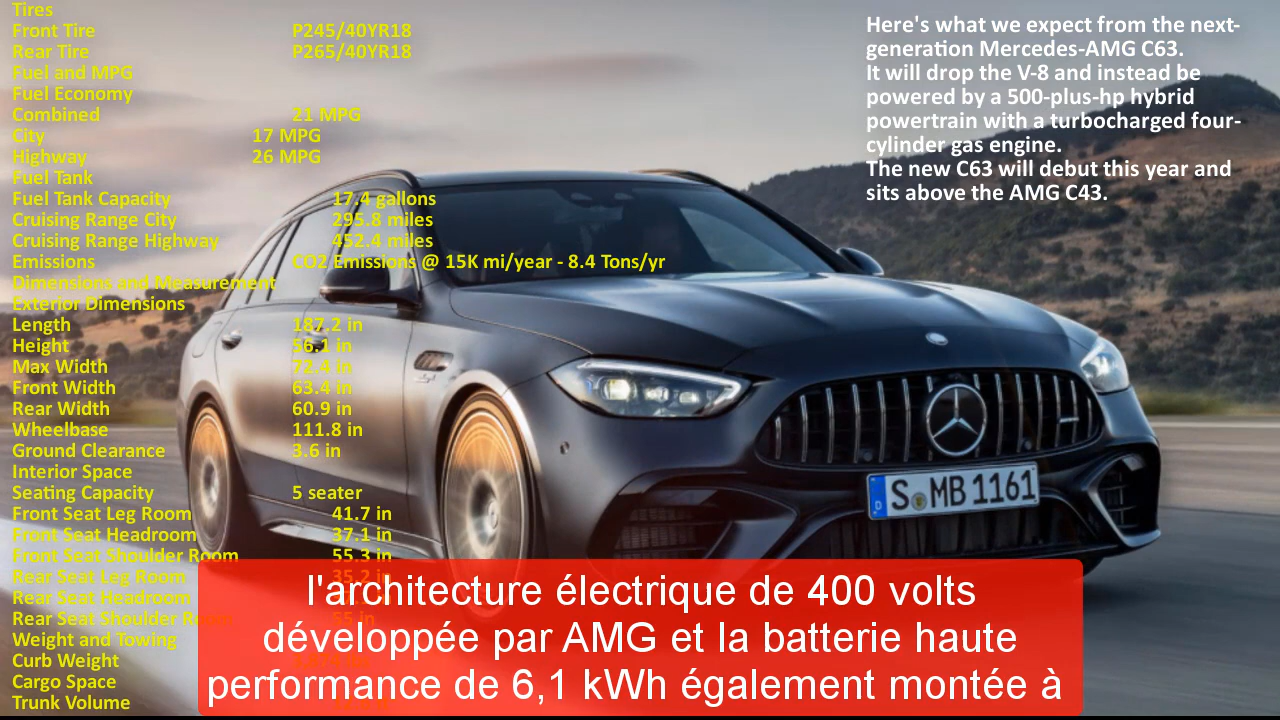 Tires
Front Tire P245/40YR18
Rear Tire P265/40YR18
Fuel and MPG
Fuel Economy
Combined 21 MPG
City 17 MPG
Highway 26 MPG
Fuel Tank
Fuel Tank Capacity 17.4 gallons
Cruising Range City 295.8 miles
Cruising Range Highway 452.4 miles
Emissions CO2 Emissions @ 15K mi/year - 8.4 Tons/yr
Dimensions and Measurement
Exterior Dimensions
Length 187.2 in
Height 56.1 in
Max Width 72.4 in
Front Width 63.4 in
Rear Width 60.9 in
Wheelbase 111.8 in
Ground Clearance 3.6 in
Interior Space
Seating Capacity 5 seater
Front Seat Leg Room 41.7 in
Front Seat Headroom 37.1 in
Front Seat Shoulder Room 55.3 in
Rear Seat Leg Room 35.2 in
Rear Seat Headroom
Rear Seat Shoulder Room 55 in
Weight and Towing
Curb Weight
Cargo Space
Trunk Volume
Here's what we expect from the next-
generation Mercedes-AMG C63.
It will drop the V-8 and instead be
powered by a 500-plus-hp hybrid
powertrain with a turbocharged four-
cylinder gas engine.
The new C63 will debut this year and
sits above the AMG C43.
S MB 1161
D
l'architecture électrique de 400 volts
développée par AMG et la batterie haute
performance de 6,1 kWh également montée à